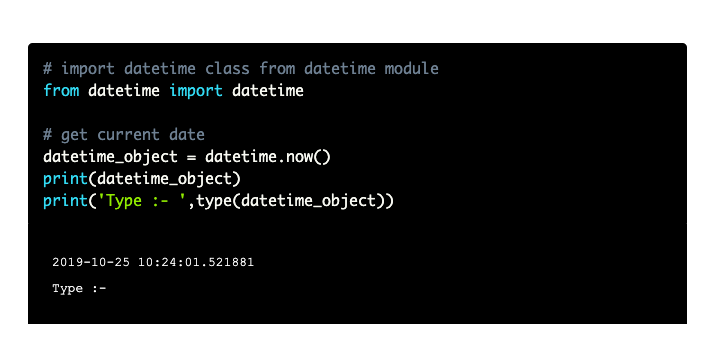 # import datetime class from datetime module
from datetime import datetime
# get current date
datetime_object = datetime.now()
print(datetime_object)
print('Type :- ',type(datetime_object))
2019-10-25 10:24:01.521881
Type :-